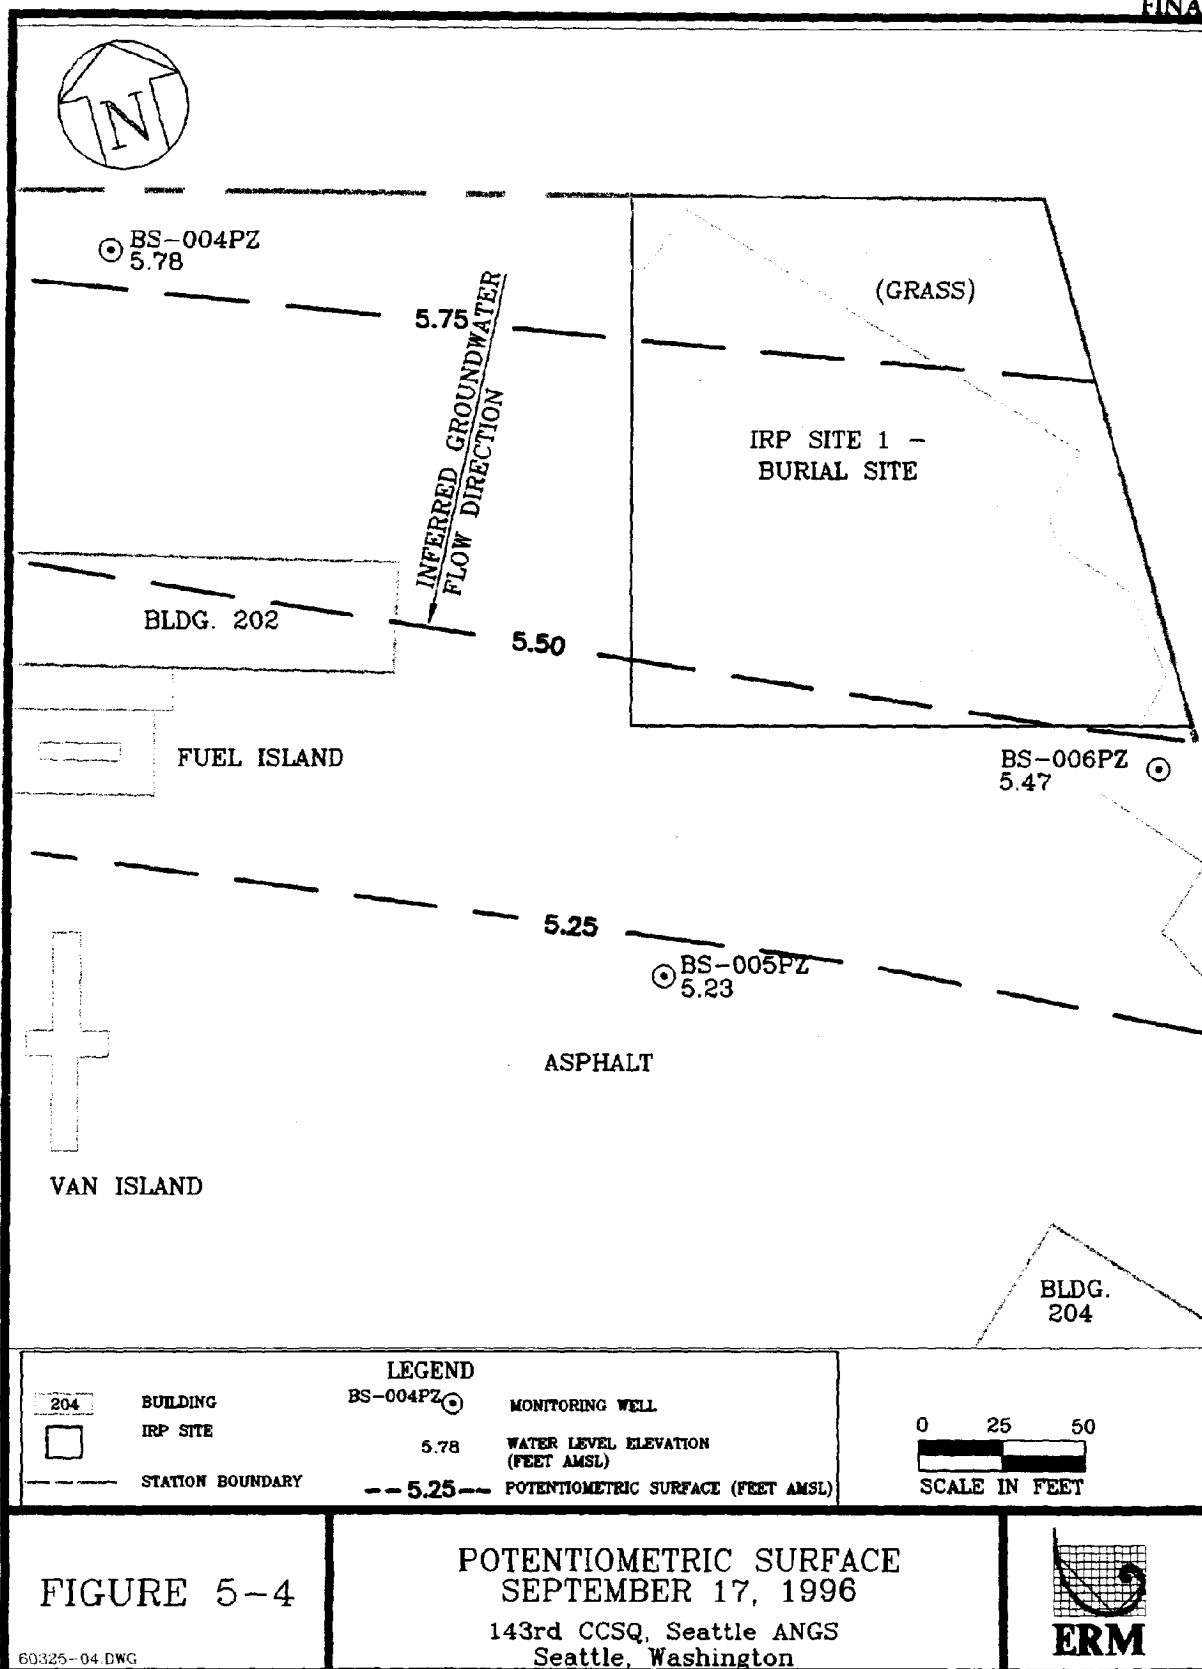 FINA
N
BS-004PZ
5.78
5.75
(GRASS)
INFERRED GROUNDWATER
FLOW DIRECTION
IRP SITE 1 -
BURIAL SITE
BLDG. 202
5.50
FUEL ISLAND
BS-006PZ
5.47
5.25
BS-005PZ
5.23
ASPHALT
VAN ISLAND
BLDG.
204
LEGEND
204 BUILDING
IRP SITE
STATION BOUNDARY
BS-004PZ MONITORING WELL
5.78 WATER LEVEL ELEVATION
(FEET AMSL)
--5.25-- POTENTIOMETRIC SURFACE (FEET AMSL)
0 25 50
SCALE IN FEET
FIGURE 5-4
60325-04.DWG
POTENTIOMETRIC SURFACE
SEPTEMBER 17, 1996
143rd CCSQ, Seattle ANGS
Seattle, Washington
ERM